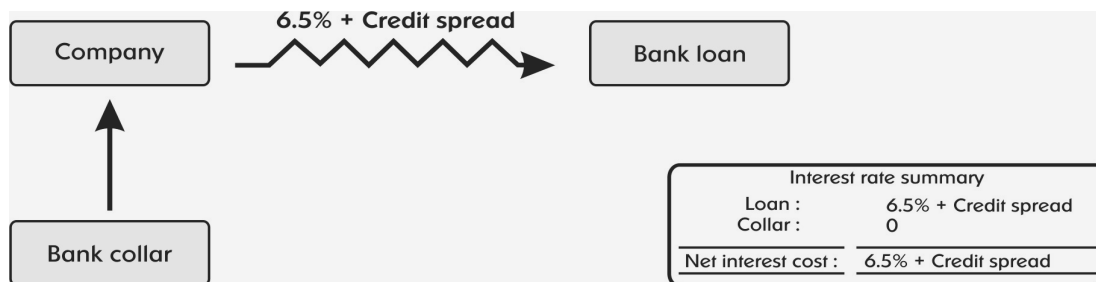 6.5% + Credit spread
Company
Bank loan
Bank collar
Interest rate summary
Loan : 6.5% + Credit spread
Collar : 0
Net interest cost : 6.5% + Credit spread